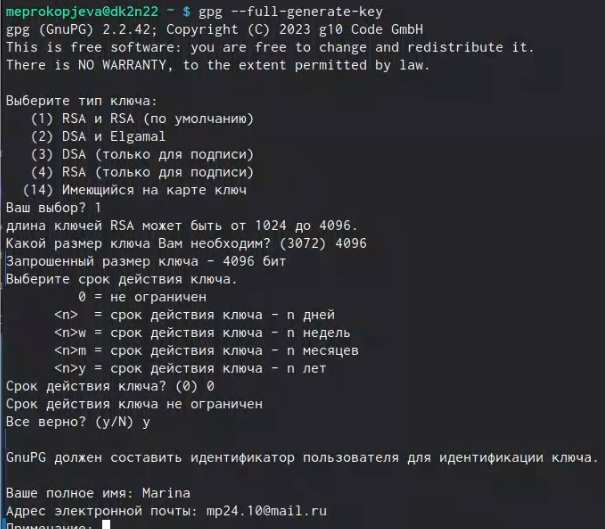 meprokopjeva@dk2n22 ~ $ gpg --full-generate-key
gpg (GnuPG) 2.2.42; Copyright (C) 2023 g10 Code GmbH
This is free software: you are free to change and redistribute it.
There is NO WARRANTY, to the extent permitted by law.
Выберите тип ключа:
(1) RSA и RSA (по умолчанию)
(2) DSA и Elgamal
(3) DSA (только для подписи)
(4) RSA (только для подписи)
(14) Имеющийся на карте ключ
Ваш выбор? 1
длина ключей RSA может быть от 1024 до 4096.
Какой размер ключа Вам необходим? (3072) 4096
Запрошенный размер ключа - 4096 бит
Выберите срок действия ключа.
0 = не ограничен
<n> = срок действия ключа - n дней
<n>w = срок действия ключа - n недель
<n>m = срок действия ключа - n месяцев
<n>y = срок действия ключа - n лет
Срок действия ключа? (0) 0
Срок действия ключа не ограничен
Все верно? (y/N) y
GnuPG должен составить идентификатор пользователя для идентификации ключа.
Ваше полное имя: Marina
Адрес электронной почты: mp24.10@mail.ru
Примечание: